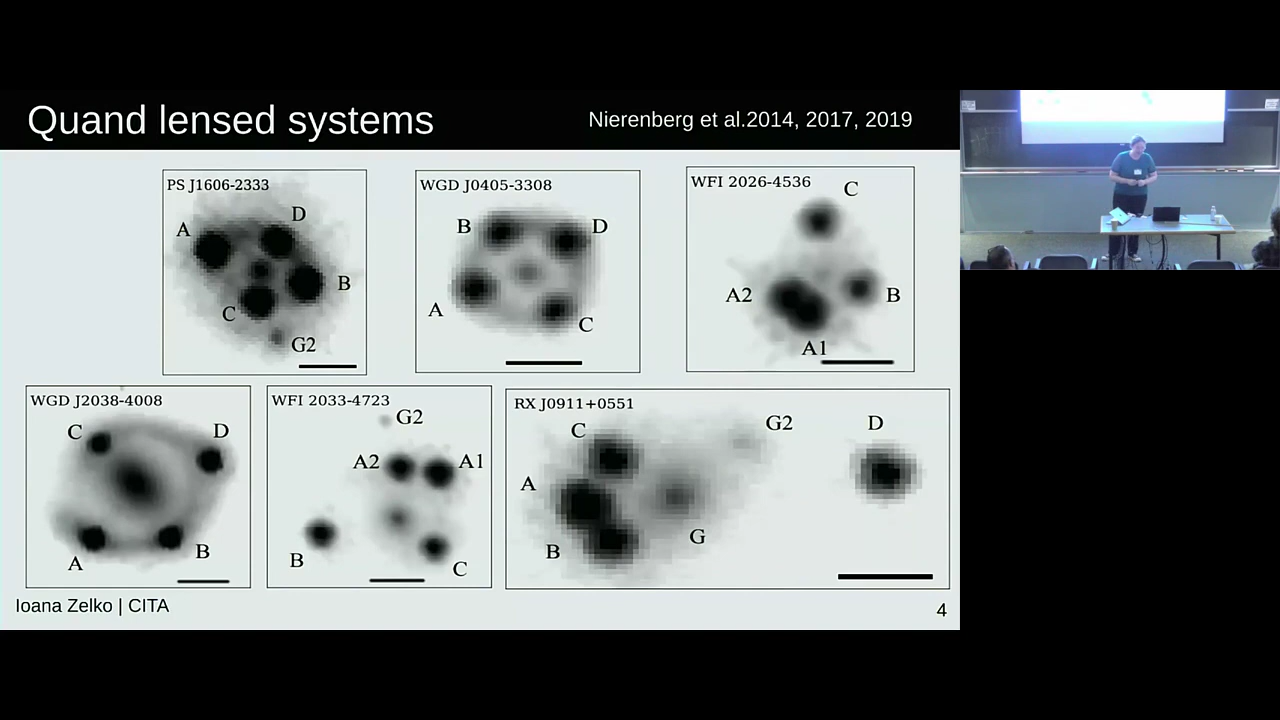 Quand lensed systems
Nierenberg et al.2014, 2017, 2019
PS J1606-2333
A
D
B
C
G2
WGD J0405-3308
B
D
A
C
WFI 2026-4536
C
A2
B
A1
WGD J2038-4008
C
D
A
B
WFI 2033-4723
G2
A2
A1
B
C
RX J0911+0551
C
G2
D
A
B
G
Ioana Zelko | CITA
4